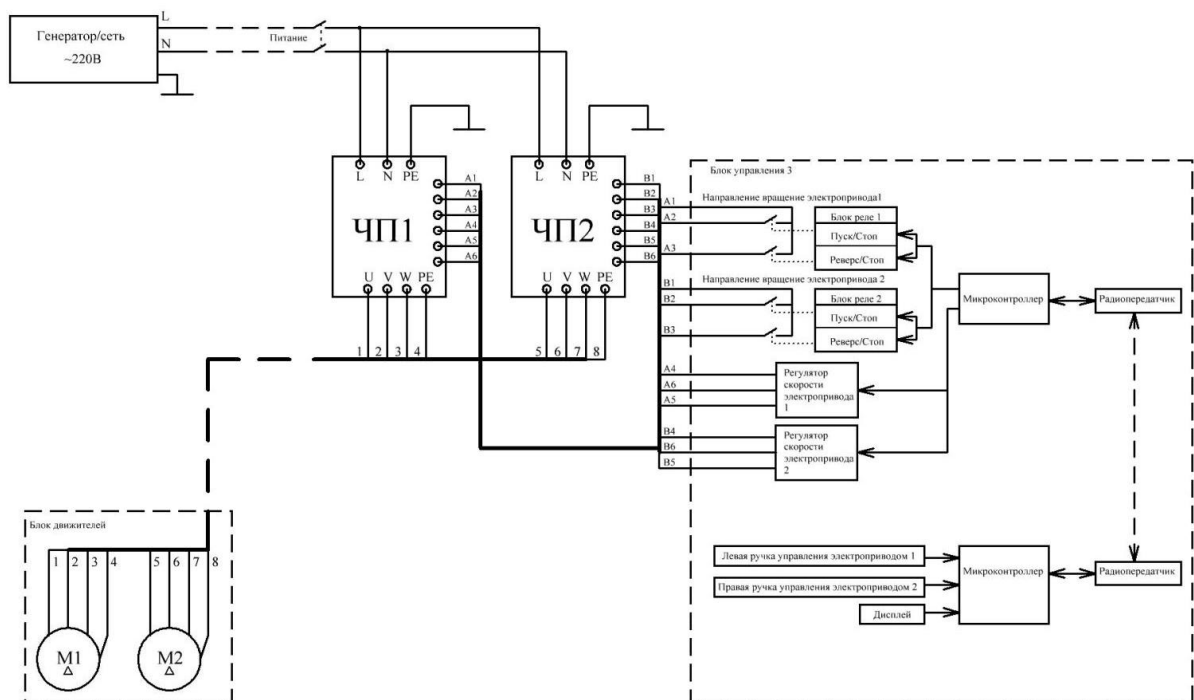 L
Генератор/сеть
~220В
N
Питание
L N PE
ЧП1
A1
A2
A3
A4
A5
A6
U V W PE
1 2 3 4
L N PE
ЧП2
B1
B2
B3
B4
B5
B6
U V W PE
5 6 7 8
Блок управления 3
Направление вращение электропривода1
A1
A2
A3
Блок реле 1
Пуск/Стоп
Реверс/Стоп
Направление вращение электропривода 2
B1
B2
B3
Блок реле 2
Пуск/Стоп
Реверс/Стоп
Микроконтроллер
Радиопередатчик
A4
A6
A5
Регулятор
скорости
электропривода
1
B4
B6
B5
Регулятор
скорости
электропривода
2
Левая ручка управления электроприводом 1
Правая ручка управления электроприводом 2
Дисплей
Микроконтроллер
Радиопередатчик
Блок движителей
1 2 3 4 5 6 7 8
М1
Δ
М2
Δ